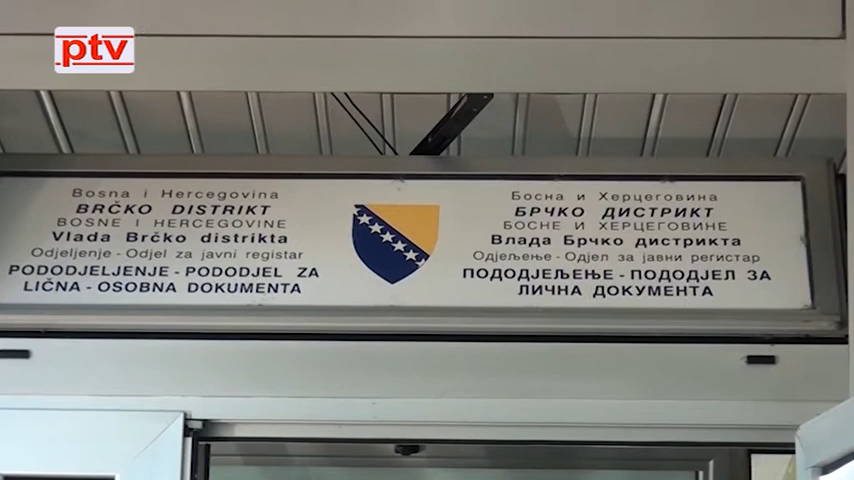 ptv
Bosna i Hercegovina
BRČKO DISTRIKT
BOSNE I HERCEGOVINE
Vlada Brčko distrikta
Odjeljenje - Odjel za javni registar
PODODJELJENJE - PODODJEL ZA
LIČNA - OSOBNA DOKUMENTA
Босна и Херцеговина
БРЧКО ДИСТРИКТ
БОСНЕ И ХЕРЦЕГОВИНЕ
Влада Брчко дистрикта
Одјељење - Одјел за јавни регистар
ПОДОДЈЕЉЕЊЕ - ПОДОДЈЕЛ ЗА
ЛИЧНА ДОКУМЕНТА